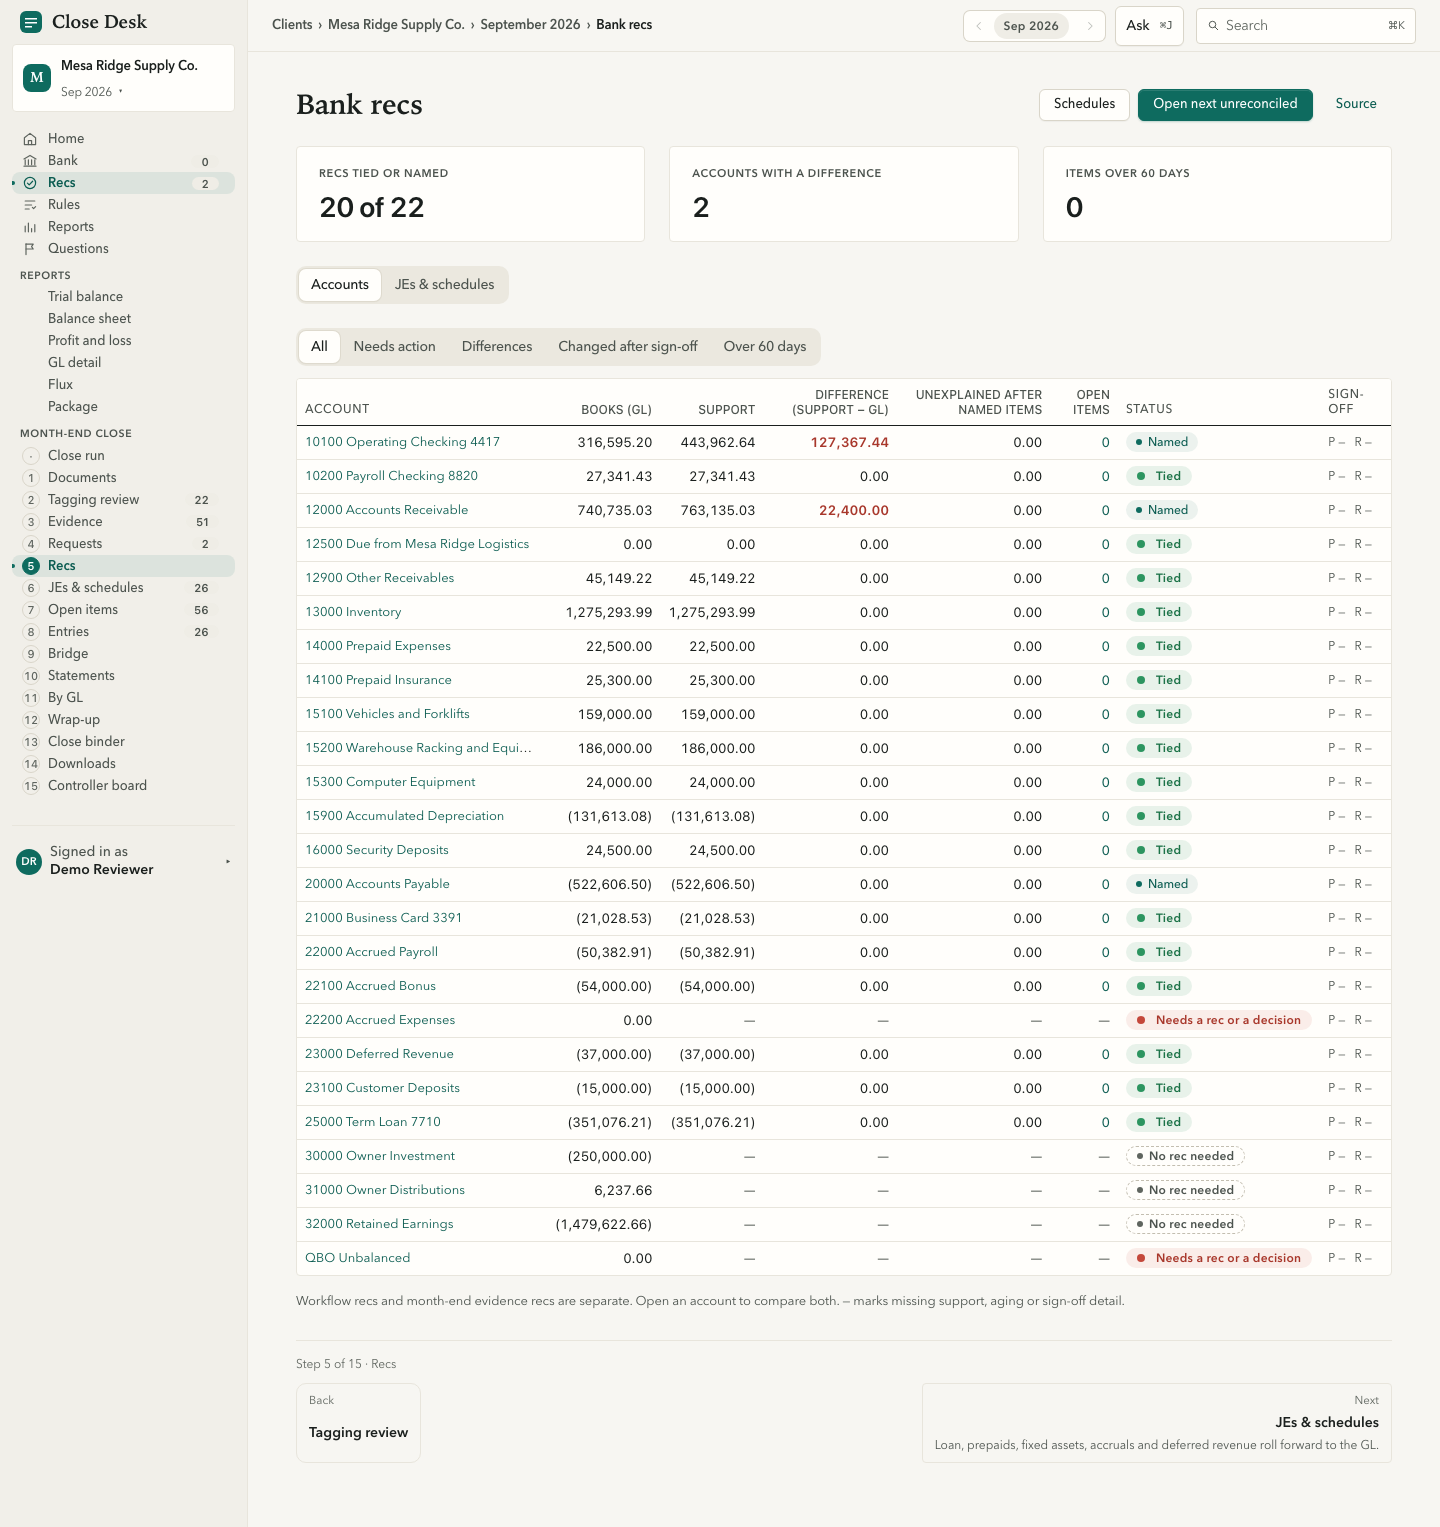 Close Desk
M
Mesa Ridge Supply Co.
Sep 2026
Home
Bank 0
Recs 2
Rules
Reports
Questions
REPORTS
Trial balance
Balance sheet
Profit and loss
GL detail
Flux
Package
MONTH-END CLOSE
· Close run
1 Documents
2 Tagging review 22
3 Evidence 51
4 Requests 2
5 Recs
6 JEs & schedules 26
7 Open items 56
8 Entries 26
9 Bridge
10 Statements
11 By GL
12 Wrap-up
13 Close binder
14 Downloads
15 Controller board
DR
Signed in as
Demo Reviewer
Clients › Mesa Ridge Supply Co. › September 2026 › Bank recs
‹ Sep 2026 ›
Ask ⌘J
Search ⌘K
Bank recs
Schedules
Open next unreconciled
Source
RECS TIED OR NAMED
20 of 22
ACCOUNTS WITH A DIFFERENCE
2
ITEMS OVER 60 DAYS
0
Accounts JEs & schedules
All Needs action Differences Changed after sign-off Over 60 days
ACCOUNT BOOKS (GL) SUPPORT DIFFERENCE (SUPPORT – GL) UNEXPLAINED AFTER NAMED ITEMS OPEN ITEMS STATUS SIGN-OFF
10100 Operating Checking 4417 316,595.20 443,962.64 127,367.44 0.00 0 Named P – R –
10200 Payroll Checking 8820 27,341.43 27,341.43 0.00 0.00 0 Tied P – R –
12000 Accounts Receivable 740,735.03 763,135.03 22,400.00 0.00 0 Named P – R –
12500 Due from Mesa Ridge Logistics 0.00 0.00 0.00 0.00 0 Tied P – R –
12900 Other Receivables 45,149.22 45,149.22 0.00 0.00 0 Tied P – R –
13000 Inventory 1,275,293.99 1,275,293.99 0.00 0.00 0 Tied P – R –
14000 Prepaid Expenses 22,500.00 22,500.00 0.00 0.00 0 Tied P – R –
14100 Prepaid Insurance 25,300.00 25,300.00 0.00 0.00 0 Tied P – R –
15100 Vehicles and Forklifts 159,000.00 159,000.00 0.00 0.00 0 Tied P – R –
15200 Warehouse Racking and Equi… 186,000.00 186,000.00 0.00 0.00 0 Tied P – R –
15300 Computer Equipment 24,000.00 24,000.00 0.00 0.00 0 Tied P – R –
15900 Accumulated Depreciation (131,613.08) (131,613.08) 0.00 0.00 0 Tied P – R –
16000 Security Deposits 24,500.00 24,500.00 0.00 0.00 0 Tied P – R –
20000 Accounts Payable (522,606.50) (522,606.50) 0.00 0.00 0 Named P – R –
21000 Business Card 3391 (21,028.53) (21,028.53) 0.00 0.00 0 Tied P – R –
22000 Accrued Payroll (50,382.91) (50,382.91) 0.00 0.00 0 Tied P – R –
22100 Accrued Bonus (54,000.00) (54,000.00) 0.00 0.00 0 Tied P – R –
22200 Accrued Expenses 0.00 — — — — Needs a rec or a decision P – R –
23000 Deferred Revenue (37,000.00) (37,000.00) 0.00 0.00 0 Tied P – R –
23100 Customer Deposits (15,000.00) (15,000.00) 0.00 0.00 0 Tied P – R –
25000 Term Loan 7710 (351,076.21) (351,076.21) 0.00 0.00 0 Tied P – R –
30000 Owner Investment (250,000.00) — — — — No rec needed P – R –
31000 Owner Distributions 6,237.66 — — — — No rec needed P – R –
32000 Retained Earnings (1,479,622.66) — — — — No rec needed P – R –
QBO Unbalanced 0.00 — — — — Needs a rec or a decision P – R –
Workflow recs and month-end evidence recs are separate. Open an account to compare both. — marks missing support, aging or sign-off detail.
Step 5 of 15 · Recs
Back
Tagging review
Next
JEs & schedules
Loan, prepaids, fixed assets, accruals and deferred revenue roll forward to the GL.